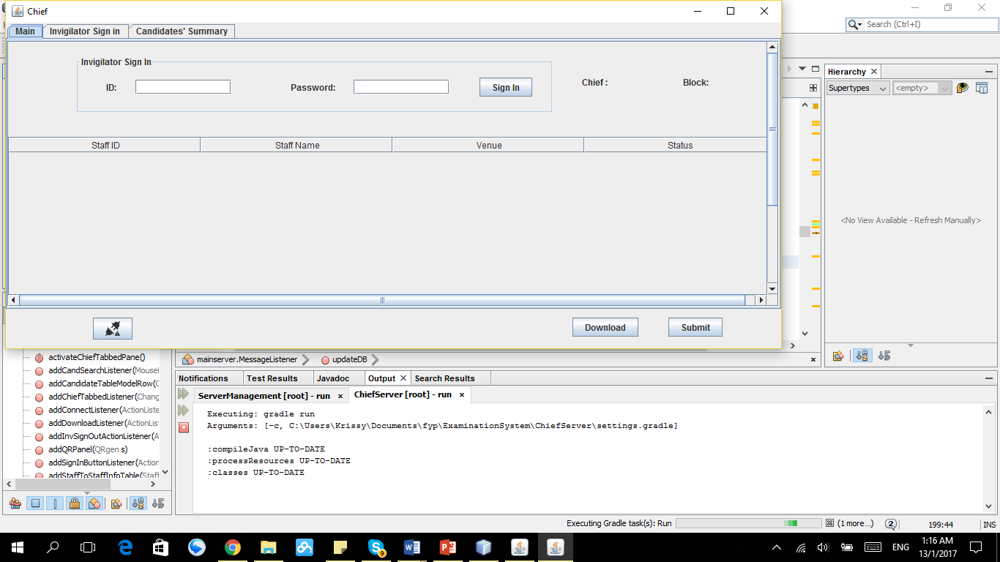 Chief
Main Invigilator Sign in Candidates' Summary
Search (Ctrl+I)
Invigilator Sign In
ID: Password: Sign In Chief : Block:
Staff ID Staff Name Venue Status
Download Submit
Hierarchy
Supertypes <empty>
<No View Available - Refresh Manually>
activateChiefTabbedPane()
addCandSearchListener(Mousel
addCandidateTableModelRow(C
addChiefTabbedListener(Chang
addConnectListener(ActionListe
addDownloadListener(ActionLis
addInvSignOutActionListener(A
addQRPanel(QRgen s)
addSignInButtonListener(Action
addStaffToStaffInfoTable(Staff
mainserver.MessageListener updateDB
Notifications Test Results Javadoc Output Search Results
ServerManagement [root] - run ChiefServer [root] - run
Executing: gradle run
Arguments: [-c, C:\Users\Krissy\Documents\fyp\ExaminationSystem\ChiefServer\settings.gradle]
:compileJava UP-TO-DATE
:processResources UP-TO-DATE
:classes UP-TO-DATE
Executing Gradle task(s): Run (1 more...) 2 199:44 INS
9 ENG 1:16 AM
13/1/2017